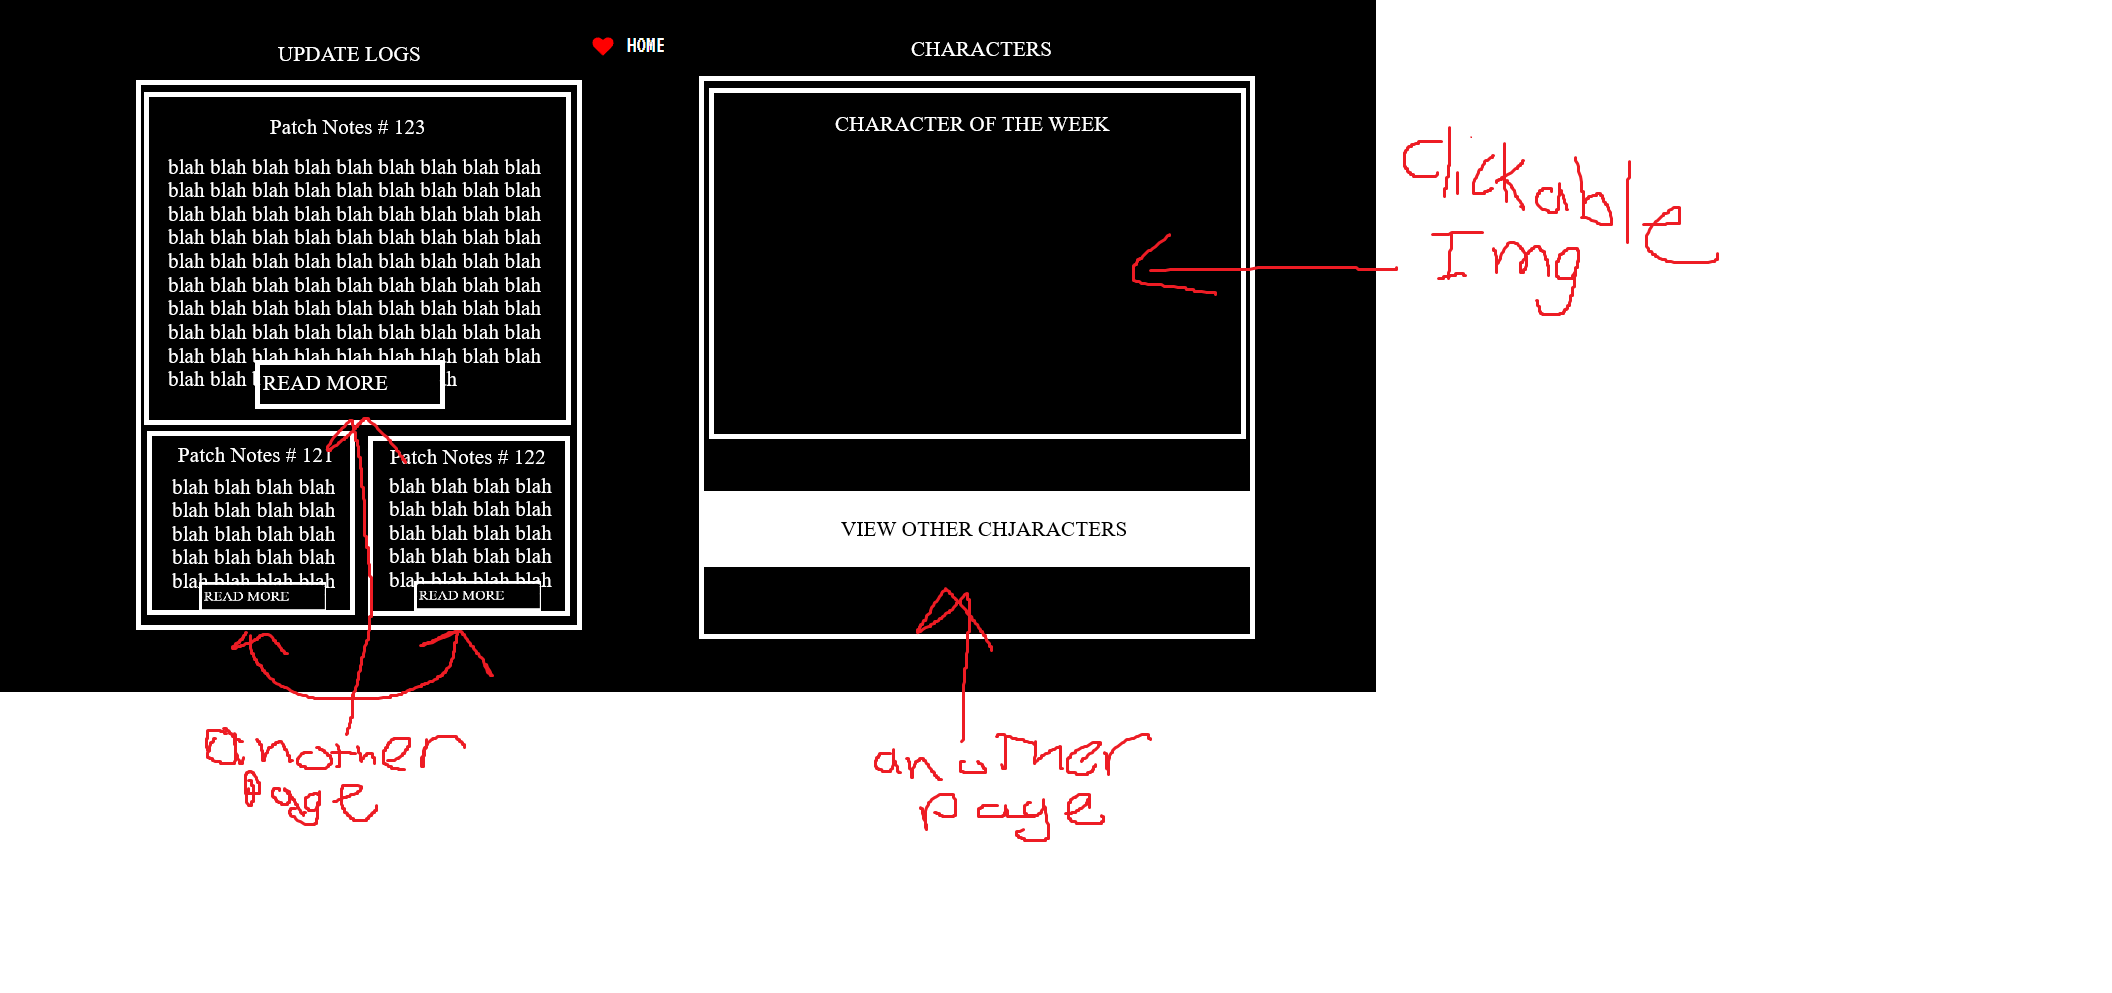 UPDATE LOGS
Patch Notes # 123
blah blah blah blah blah blah blah blah blah
blah blah blah blah blah blah blah blah blah
blah blah blah blah blah blah blah blah blah
blah blah blah blah blah blah blah blah blah
blah blah blah blah blah blah blah blah blah
blah blah blah blah blah blah blah blah blah
blah blah blah blah blah blah blah blah blah
blah blah blah blah blah blah blah blah blah
blah blah blah blah blah blah blah blah blah
blah blah
READ MORE
Patch Notes # 121
blah blah blah blah
blah blah blah blah
blah blah blah blah
blah blah blah blah
blah blah blah blah
READ MORE
Patch Notes # 122
blah blah blah blah
blah blah blah blah
blah blah blah blah
blah blah blah blah
blah blah blah blah
READ MORE
another
page
HOME
CHARACTERS
CHARACTER OF THE WEEK
VIEW OTHER CHJARACTERS
another
page
Clickable
Img